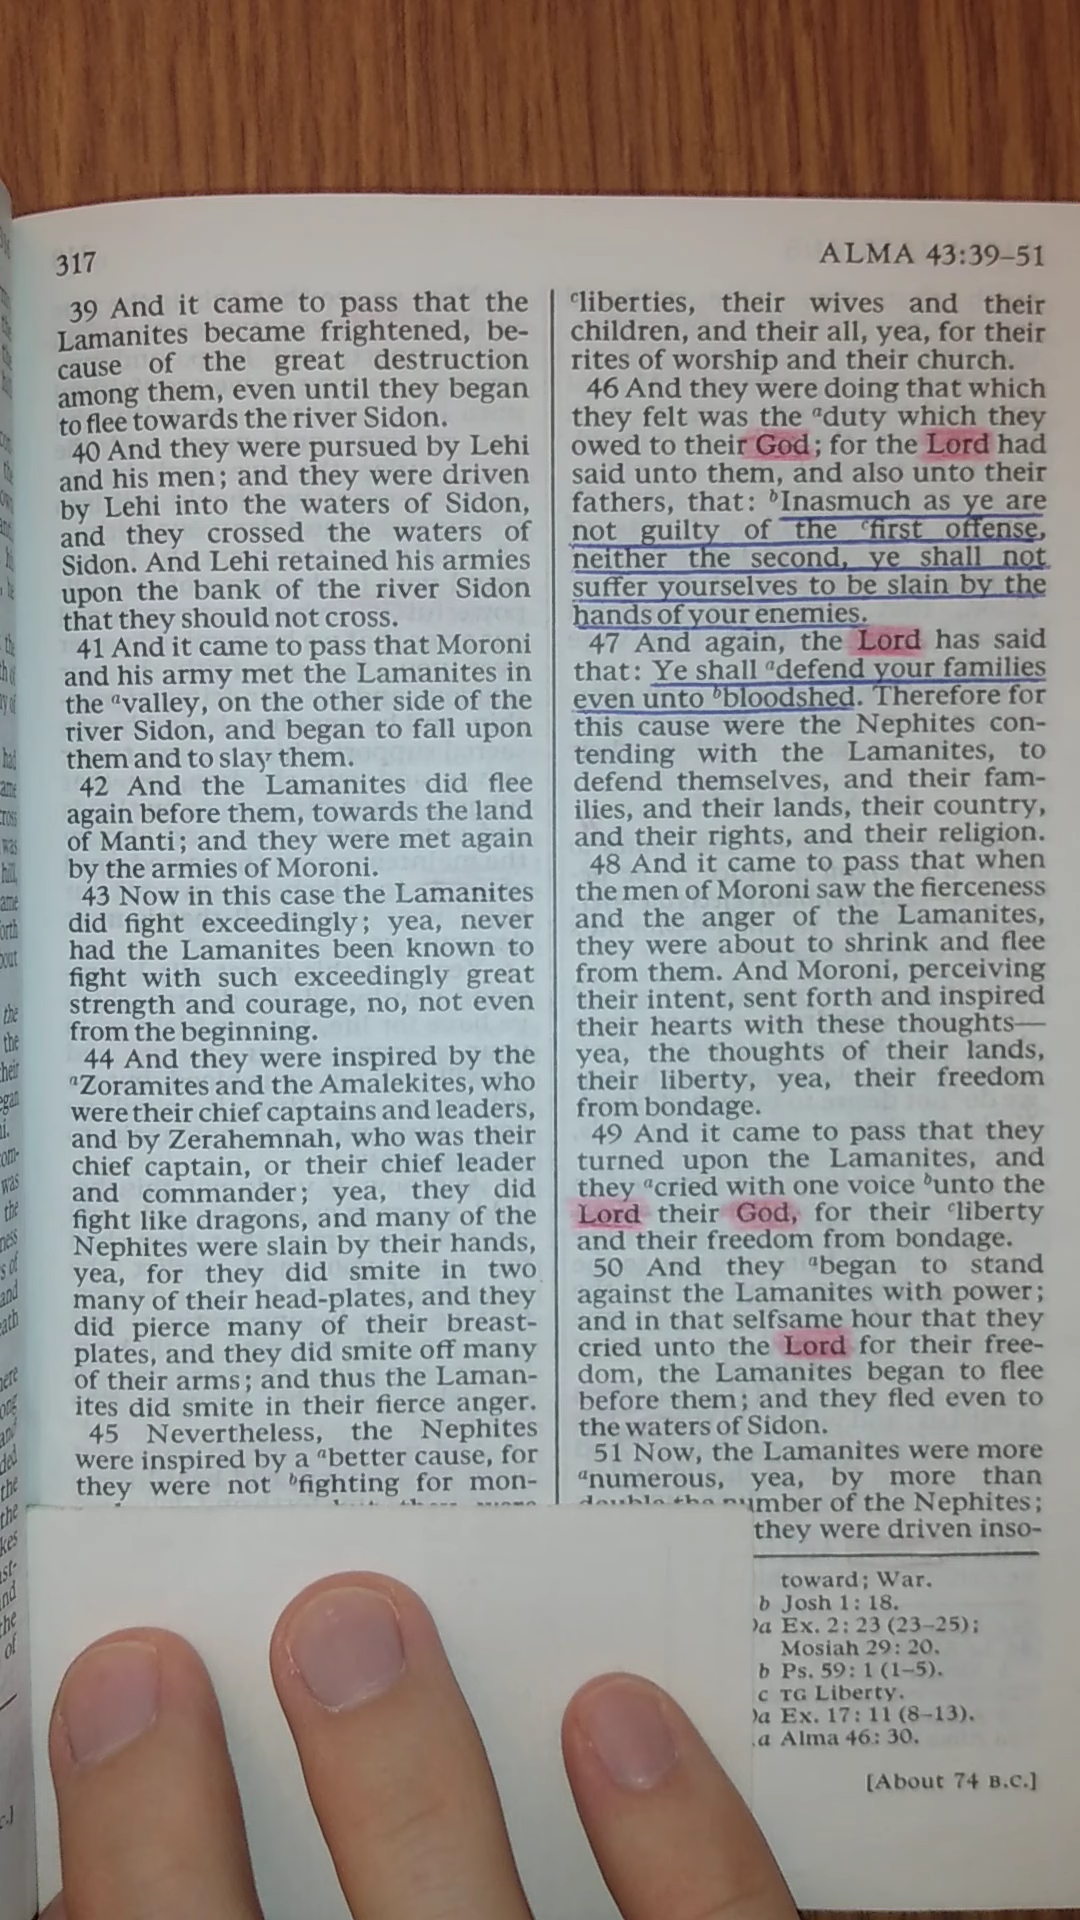 317
ALMA 43:39–51
39 And it came to pass that the
Lamanites became frightened, be-
cause of the great destruction
among them, even until they began
to flee towards the river Sidon.
40 And they were pursued by Lehi
and his men; and they were driven
by Lehi into the waters of Sidon,
and they crossed the waters of
Sidon. And Lehi retained his armies
upon the bank of the river Sidon
that they should not cross.
41 And it came to pass that Moroni
and his army met the Lamanites in
the avalley, on the other side of the
river Sidon, and began to fall upon
them and to slay them.
42 And the Lamanites did flee
again before them, towards the land
of Manti; and they were met again
by the armies of Moroni.
43 Now in this case the Lamanites
did fight exceedingly; yea, never
had the Lamanites been known to
fight with such exceedingly great
strength and courage, no, not even
from the beginning.
44 And they were inspired by the
aZoramites and the Amalekites, who
were their chief captains and leaders,
and by Zerahemnah, who was their
chief captain, or their chief leader
and commander; yea, they did
fight like dragons, and many of the
Nephites were slain by their hands,
yea, for they did smite in two
many of their head-plates, and they
did pierce many of their breast-
plates, and they did smite off many
of their arms; and thus the Laman-
ites did smite in their fierce anger.
45 Nevertheless, the Nephites
were inspired by a abetter cause, for
they were not bfighting for mon-
cliberties, their wives and their
children, and their all, yea, for their
rites of worship and their church.
46 And they were doing that which
they felt was the aduty which they
owed to their God; for the Lord had
said unto them, and also unto their
fathers, that: bInasmuch as ye are
not guilty of the cfirst offense,
neither the second, ye shall not
suffer yourselves to be slain by the
hands of your enemies.
47 And again, the Lord has said
that: Ye shall adefend your families
even unto bbloodshed. Therefore for
this cause were the Nephites con-
tending with the Lamanites, to
defend themselves, and their fam-
ilies, and their lands, their country,
and their rights, and their religion.
48 And it came to pass that when
the men of Moroni saw the fierceness
and the anger of the Lamanites,
they were about to shrink and flee
from them. And Moroni, perceiving
their intent, sent forth and inspired
their hearts with these thoughts—
yea, the thoughts of their lands,
their liberty, yea, their freedom
from bondage.
49 And it came to pass that they
turned upon the Lamanites, and
they acried with one voice bunto the
Lord their God, for their cliberty
and their freedom from bondage.
50 And they abegan to stand
against the Lamanites with power;
and in that selfsame hour that they
cried unto the Lord for their free-
dom, the Lamanites began to flee
before them; and they fled even to
the waters of Sidon.
51 Now, the Lamanites were more
anumerous, yea, by more than
double the number of the Nephites;
they were driven inso-
toward; War.
b Josh 1: 18.
a Ex. 2: 23 (23–25);
Mosiah 29: 20.
b Ps. 59: 1 (1–5).
c TG Liberty.
a Ex. 17: 11 (8–13).
a Alma 46: 30.
[About 74 B.C.]